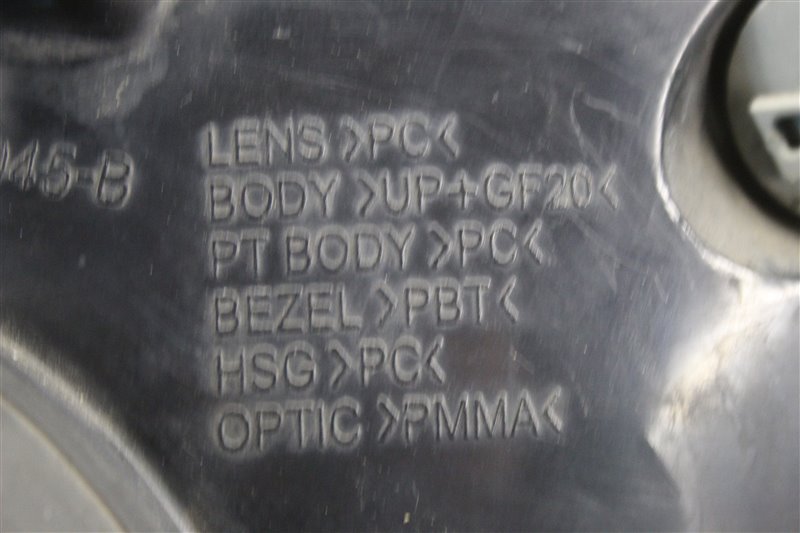 LENS >PC<
045-B
BODY >UP+GF20<
PT BODY >PC<
BEZEL >PBT<
HSG >PC<
OPTIC >PMMA<